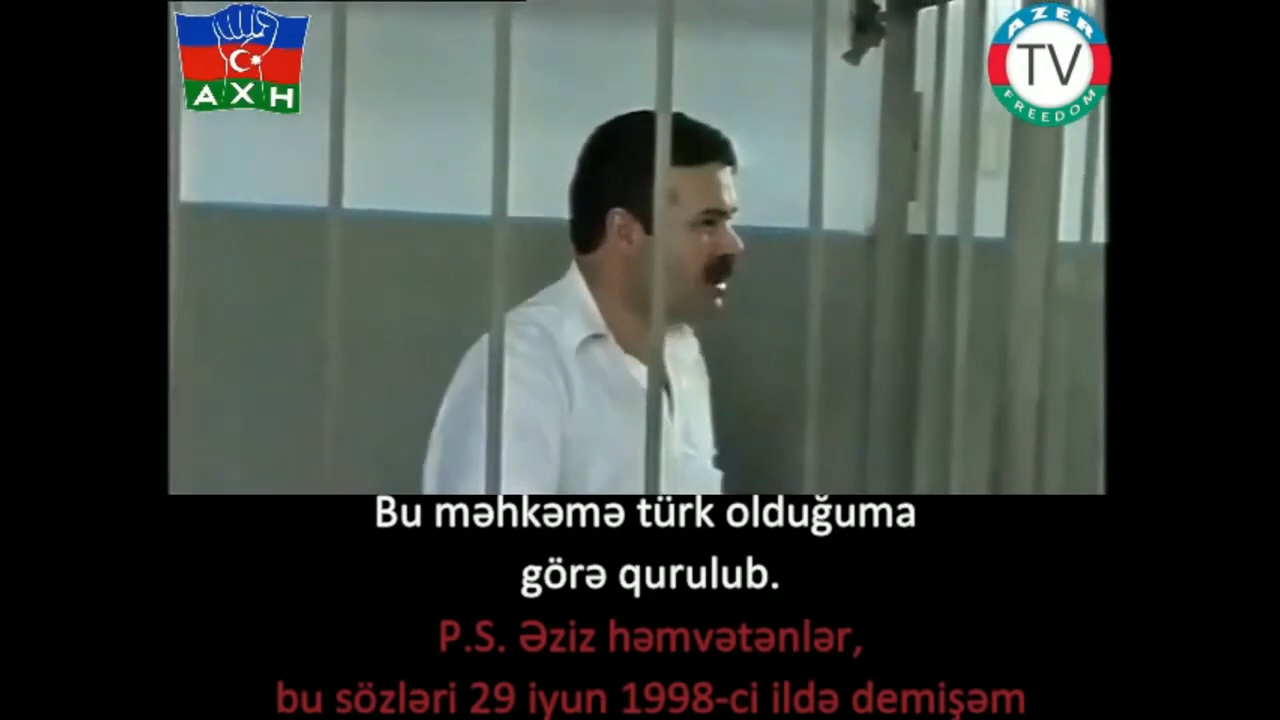 AXH
AZER
TV
FREEDOM
Bu məhkəmə türk olduğuma
görə qurulub.
P.S. Əziz həmvətənlər,
bu sözləri 29 iyun 1998-ci ildə demişəm